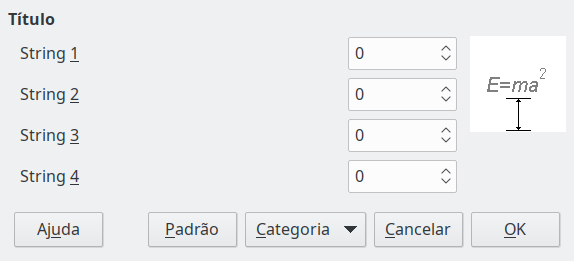 Título
String 1 0
String 2 0
String 3 0
String 4 0
E=ma²
Ajuda Padrão Categoria Cancelar OK